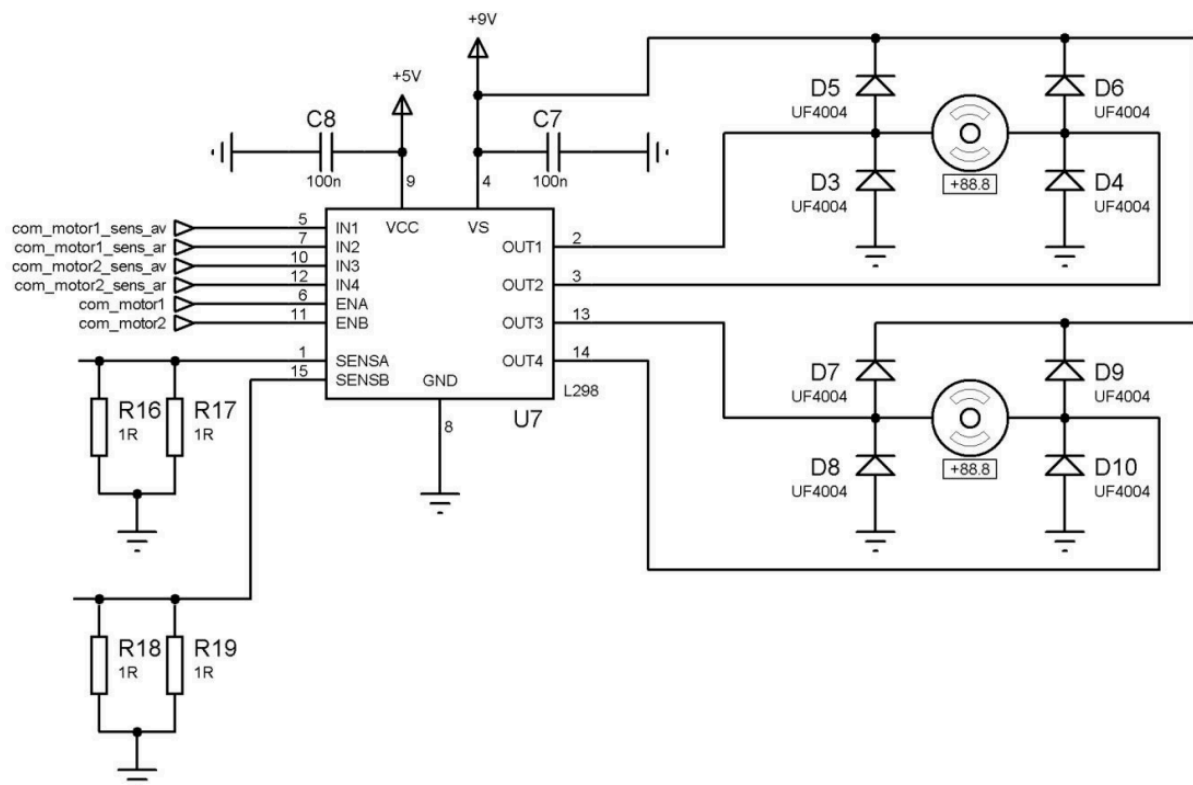 +9V
+5V
C8
100n
C7
100n
9
4
D5
UF4004
D6
UF4004
D3
UF4004
D4
UF4004
+88.8
com_motor1_sens_av
com_motor1_sens_ar
com_motor2_sens_av
com_motor2_sens_ar
com_motor1
com_motor2
5
7
10
12
6
11
1
15
IN1
IN2
IN3
IN4
ENA
ENB
SENSA
SENSB
VCC
VS
GND
OUT1
OUT2
OUT3
OUT4
2
3
13
14
8
L298
U7
D7
UF4004
D9
UF4004
D8
UF4004
D10
UF4004
+88.8
R16
1R
R17
1R
R18
1R
R19
1R